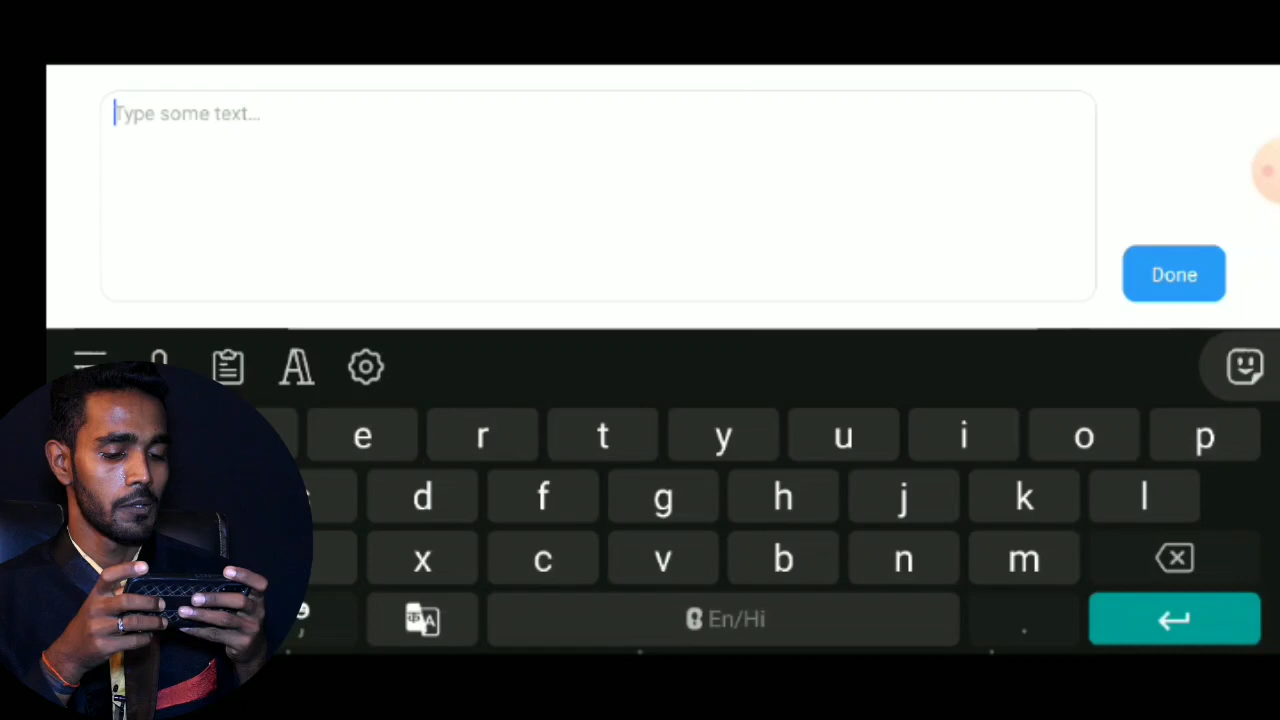 Type some text...
Done
e r t y u i o p
d f g h j k l
x c v b n m
, En/Hi .